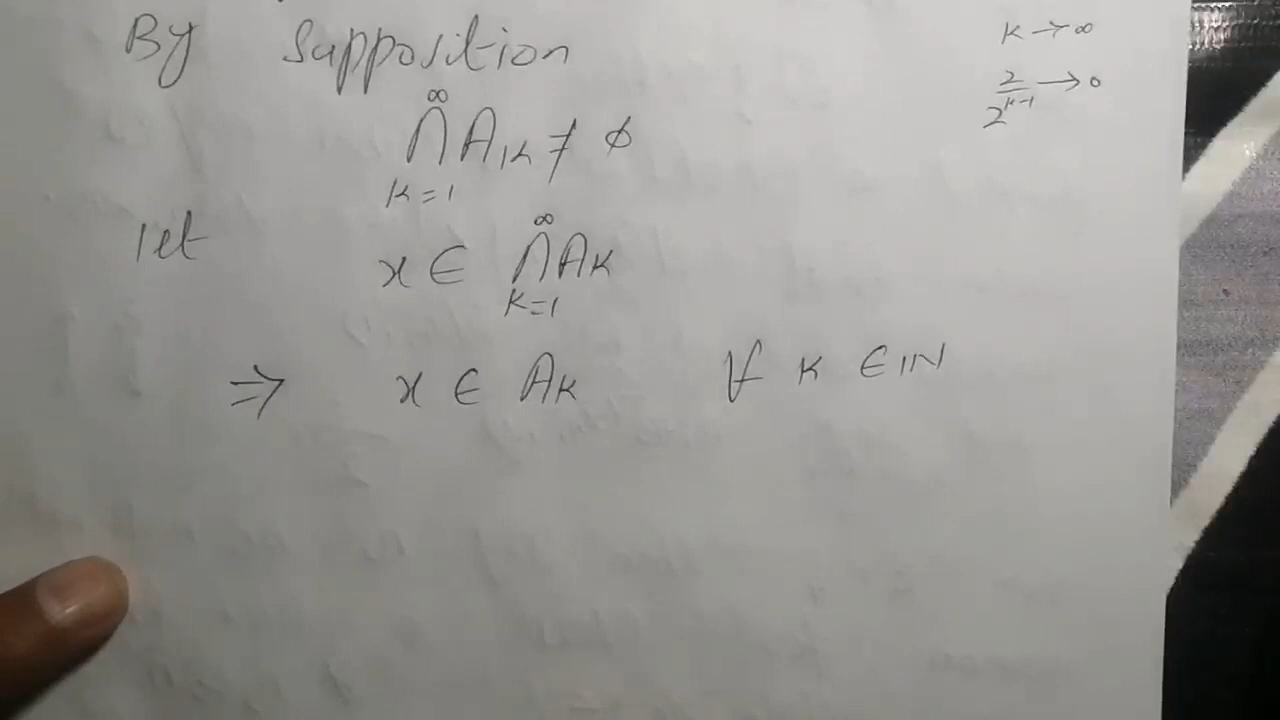 By Supposition
∞
⋂ A_K ≠ ϕ
K=1
let x ∈ ⋂_{K=1}^{∞} A_K
⇒ x ∈ A_K ∀ K ∈ ℕ
K → ∞
2/2^{K-1} → 0